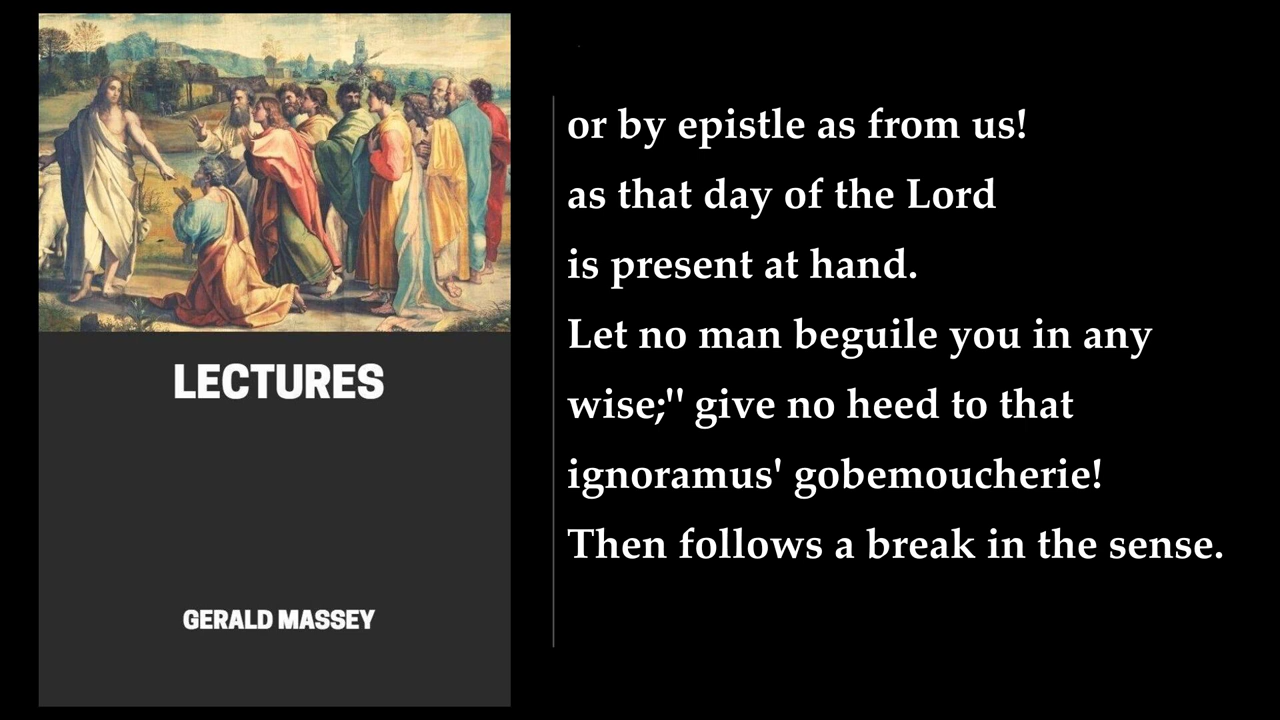 LECTURES
GERALD MASSEY
or by epistle as from us!
as that day of the Lord
is present at hand.
Let no man beguile you in any
wise;" give no heed to that
ignoramus' gobemoucherie!
Then follows a break in the sense.